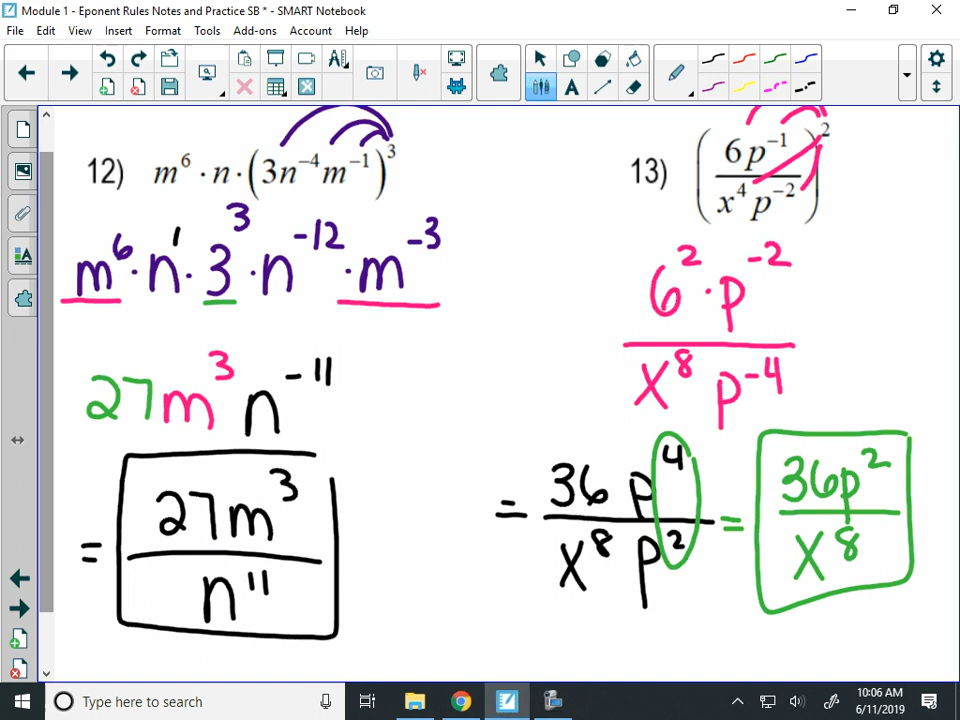 Module 1 - Eponent Rules Notes and Practice SB * - SMART Notebook
File Edit View Insert Format Tools Add-ons Account Help
12) m⁶ · n · (3n⁻⁴m⁻¹)³
m⁶ · n¹ · 3³ · n⁻¹² · m⁻³
27m³n⁻¹¹
= 27m³ / n¹¹
13) (6p⁻¹ / x⁴p⁻²)²
6² · p⁻² / x⁸ p⁻⁴
= 36 p⁴ / x⁸ p² = 36p² / x⁸
Type here to search
10:06 AM
6/11/2019